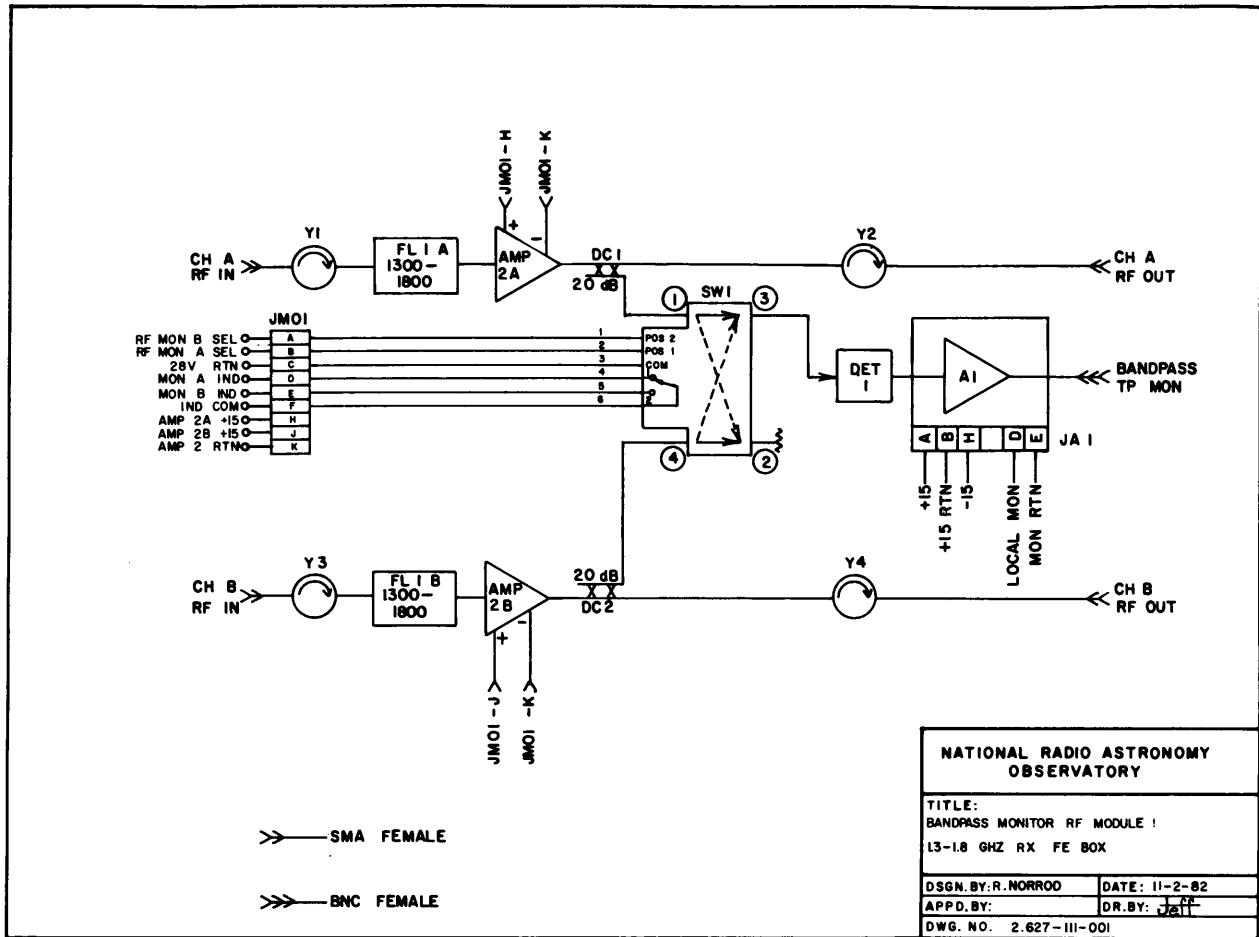 JMO1-H
JMO1-K
Y1
FL 1 A
1300-
1800
+
-
AMP
2A
DC1
20 dB
Y2
CH A
RF IN
CH A
RF OUT
SW1
1
3
JMO1
RF MON B SEL A 1 POS 2
RF MON A SEL B 2 POS 1
28V RTN C 3 COM
MON A IND D 4 1
MON B IND E 5
IND COM F 6 2
AMP 2A +15 H
AMP 2B +15 J
AMP 2 RTN K
4
2
DET
1
A1
BANDPASS
TP MON
A B H D E
JA 1
+15
+15 RTN
-15
LOCAL MON
MON RTN
Y3
FL 1 B
1300-
1800
AMP
2B
+
-
20 dB
DC2
Y4
CH B
RF IN
CH B
RF OUT
JMO1-J
JMO1-K
SMA FEMALE
BNC FEMALE
NATIONAL RADIO ASTRONOMY
OBSERVATORY
TITLE:
BANDPASS MONITOR RF MODULE 1
1.3-1.8 GHZ RX FE BOX
DSGN. BY: R. NORROD DATE: 11-2-82
APPD. BY: DR. BY: Jeff
DWG. NO. 2.627-111-001